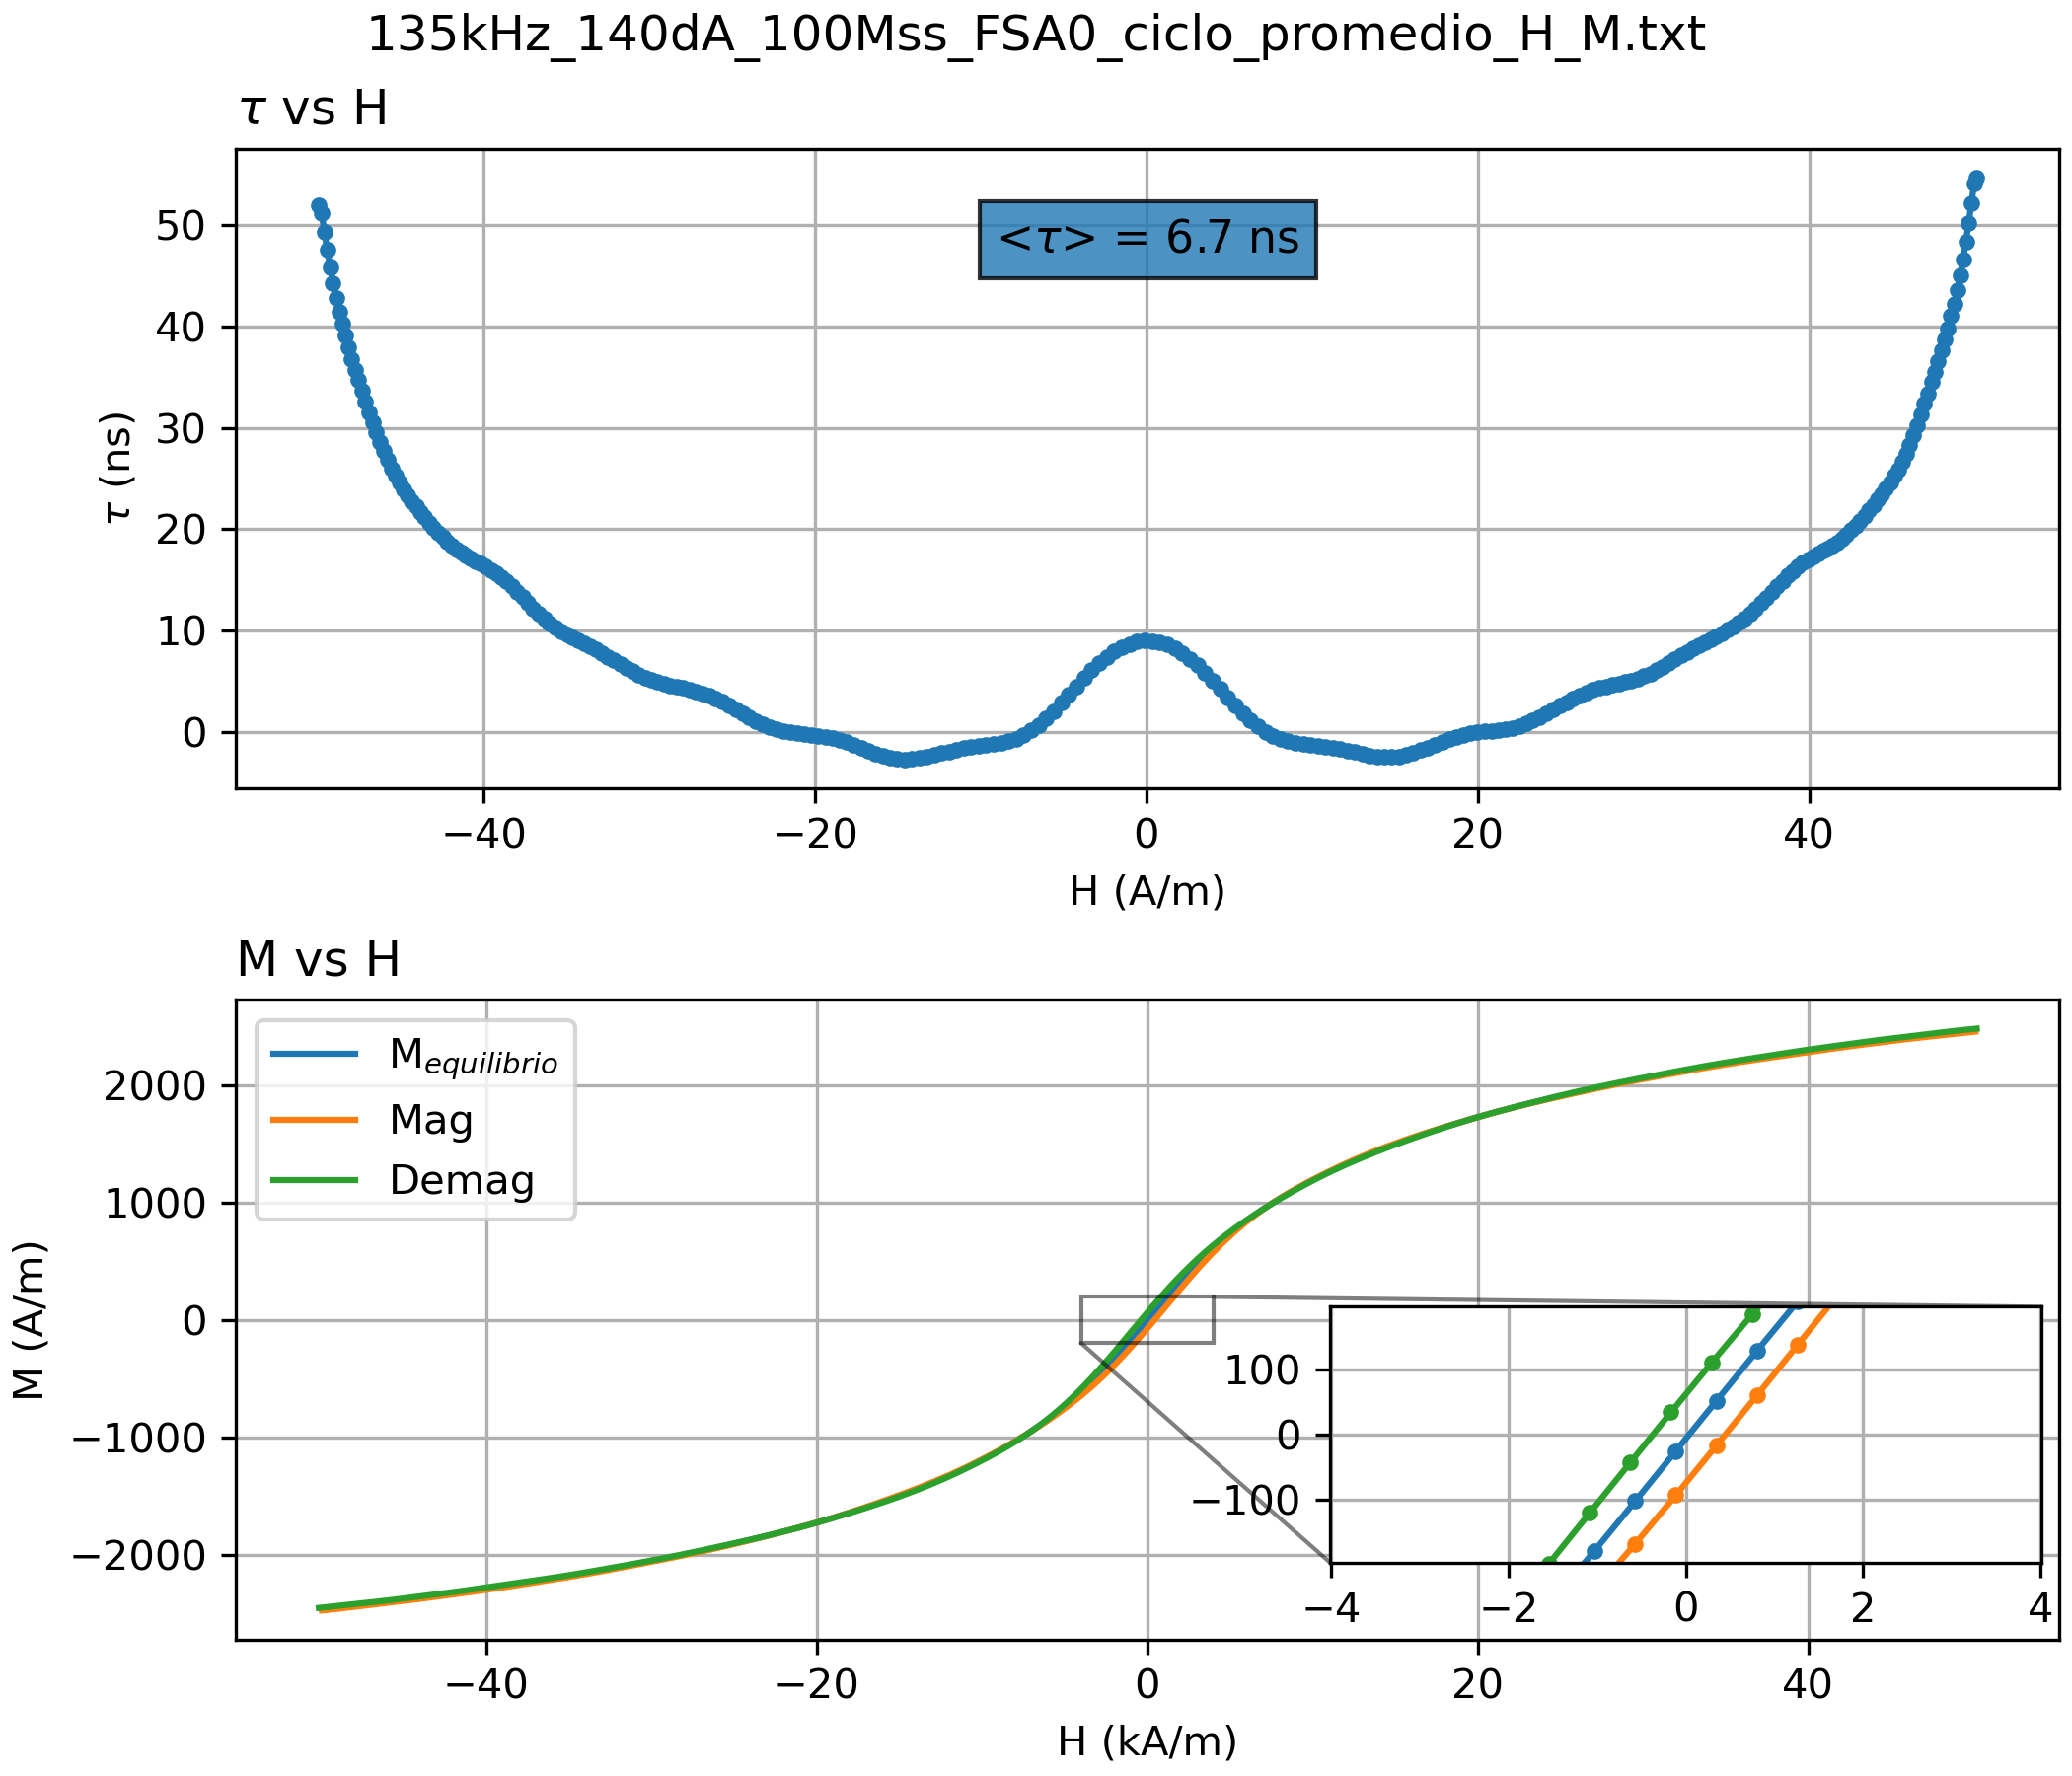 135kHz_140dA_100Mss_FSA0_ciclo_promedio_H_M.txt
τ vs H
<τ> = 6.7 ns
50
40
30
20
10
0
τ (ns)
−40
−20
0
20
40
H (A/m)
M vs H
M_equilibrio
Mag
Demag
2000
1000
0
−1000
−2000
M (A/m)
100
0
−100
−4
−2
0
2
4
−40
−20
0
20
40
H (kA/m)